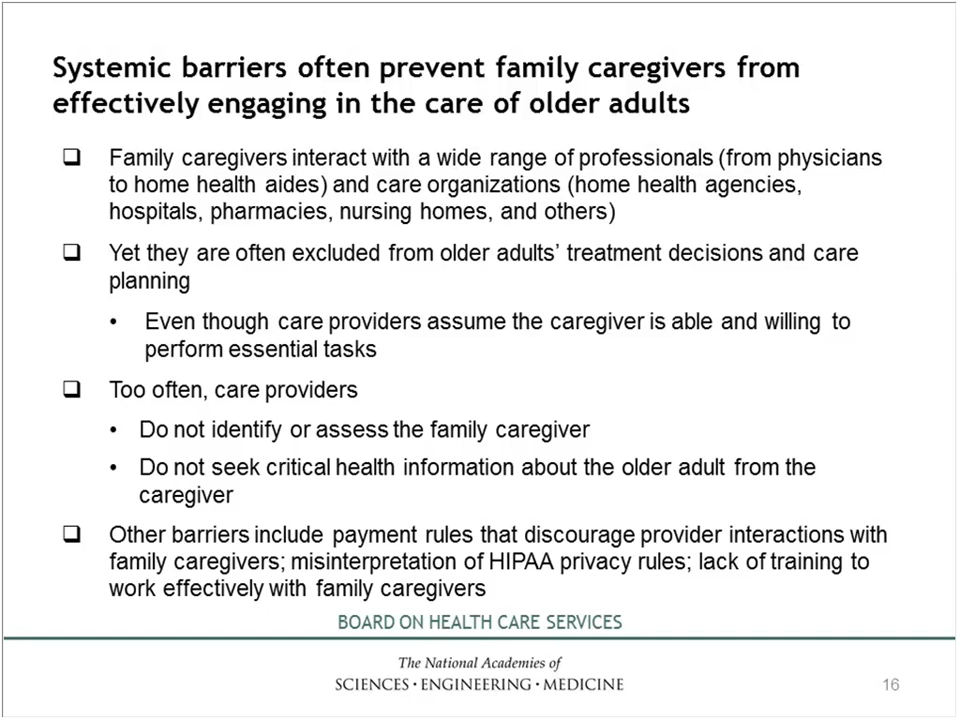 Systemic barriers often prevent family caregivers from
effectively engaging in the care of older adults
❑ Family caregivers interact with a wide range of professionals (from physicians
to home health aides) and care organizations (home health agencies,
hospitals, pharmacies, nursing homes, and others)
❑ Yet they are often excluded from older adults’ treatment decisions and care
planning
• Even though care providers assume the caregiver is able and willing to
perform essential tasks
❑ Too often, care providers
• Do not identify or assess the family caregiver
• Do not seek critical health information about the older adult from the
caregiver
❑ Other barriers include payment rules that discourage provider interactions with
family caregivers; misinterpretation of HIPAA privacy rules; lack of training to
work effectively with family caregivers
BOARD ON HEALTH CARE SERVICES
The National Academies of
SCIENCES • ENGINEERING • MEDICINE
16